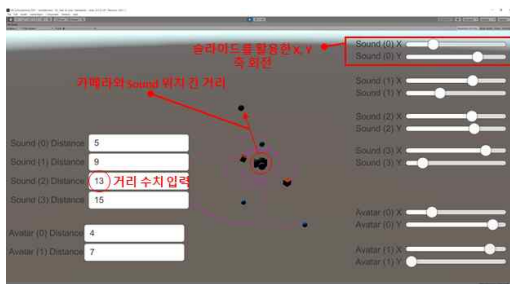 슬라이드를 활용한 X, Y
축 회전
카메라와 Sound 위치 간 거리
Sound (0) X
Sound (0) Y
Sound (1) X
Sound (1) Y
Sound (2) X
Sound (2) Y
Sound (3) X
Sound (3) Y
Avatar (0) X
Avatar (0) Y
Avatar (1) X
Avatar (1) Y
Sound (0) Distance 5
Sound (1) Distance 9
Sound (2) Distance 13 거리 수치 입력
Sound (3) Distance 15
Avatar (0) Distance 4
Avatar (1) Distance 7